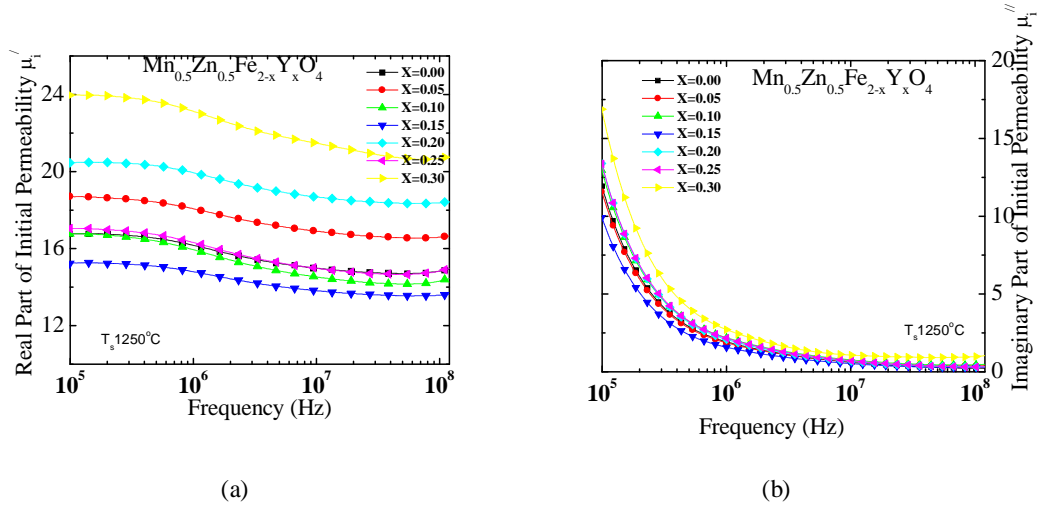 Mn0.5Zn0.5Fe2-xYxO4
X=0.00
X=0.05
X=0.10
X=0.15
X=0.20
X=0.25
X=0.30
24
20
16
12
Real Part of Initial Permeability μi/
Ts1250oC
10^5 10^6 10^7 10^8
Frequency (Hz)
(a)
Mn0.5Zn0.5Fe2-xYxO4
X=0.00
X=0.05
X=0.10
X=0.15
X=0.20
X=0.25
X=0.30
20
15
10
5
0
Imaginary Part of Initial Permeability μi//
Ts1250oC
10^5 10^6 10^7 10^8
Frequency (Hz)
(b)